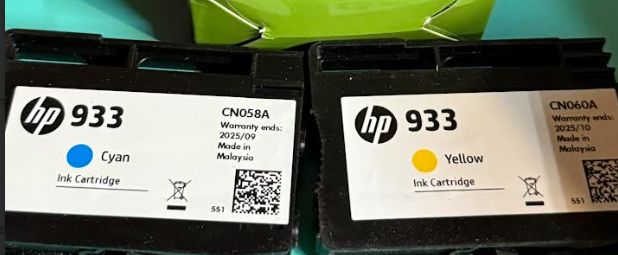 hp 933
CN058A
Warranty ends:
2025/09
Made in
Malaysia
Cyan
Ink Cartridge
551
hp 933
CN060A
Warranty ends:
2025/10
Made in
Malaysia
Yellow
Ink Cartridge
551